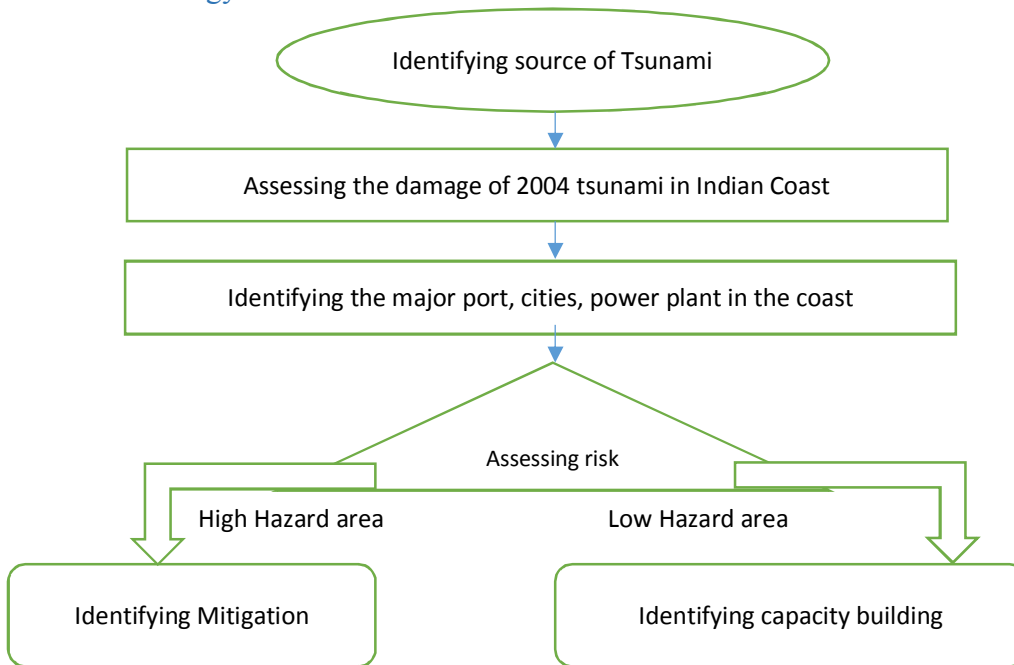 gy
Identifying source of Tsunami
Assessing the damage of 2004 tsunami in Indian Coast
Identifying the major port, cities, power plant in the coast
Assessing risk
High Hazard area
Low Hazard area
Identifying Mitigation
Identifying capacity building